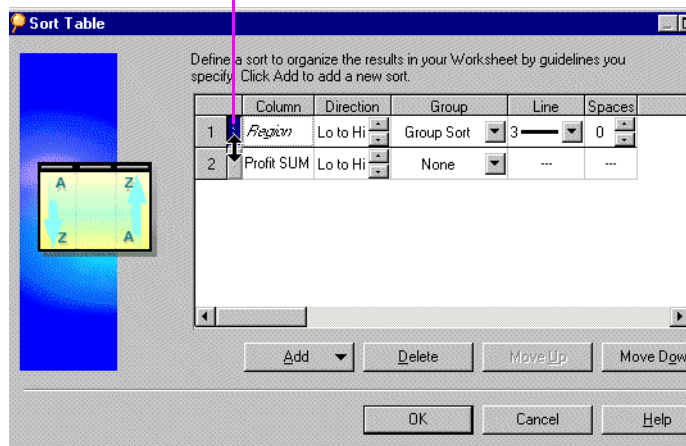 Sort Table
Define a sort to organize the results in your Worksheet by guidelines you
specify. Click Add to add a new sort.
Column Direction Group Line Spaces
1 Region Lo to Hi Group Sort 3 0
2 Profit SUM Lo to Hi None --- ---
A Z
Z A
Add Delete Move Up Move Dow
OK Cancel Help